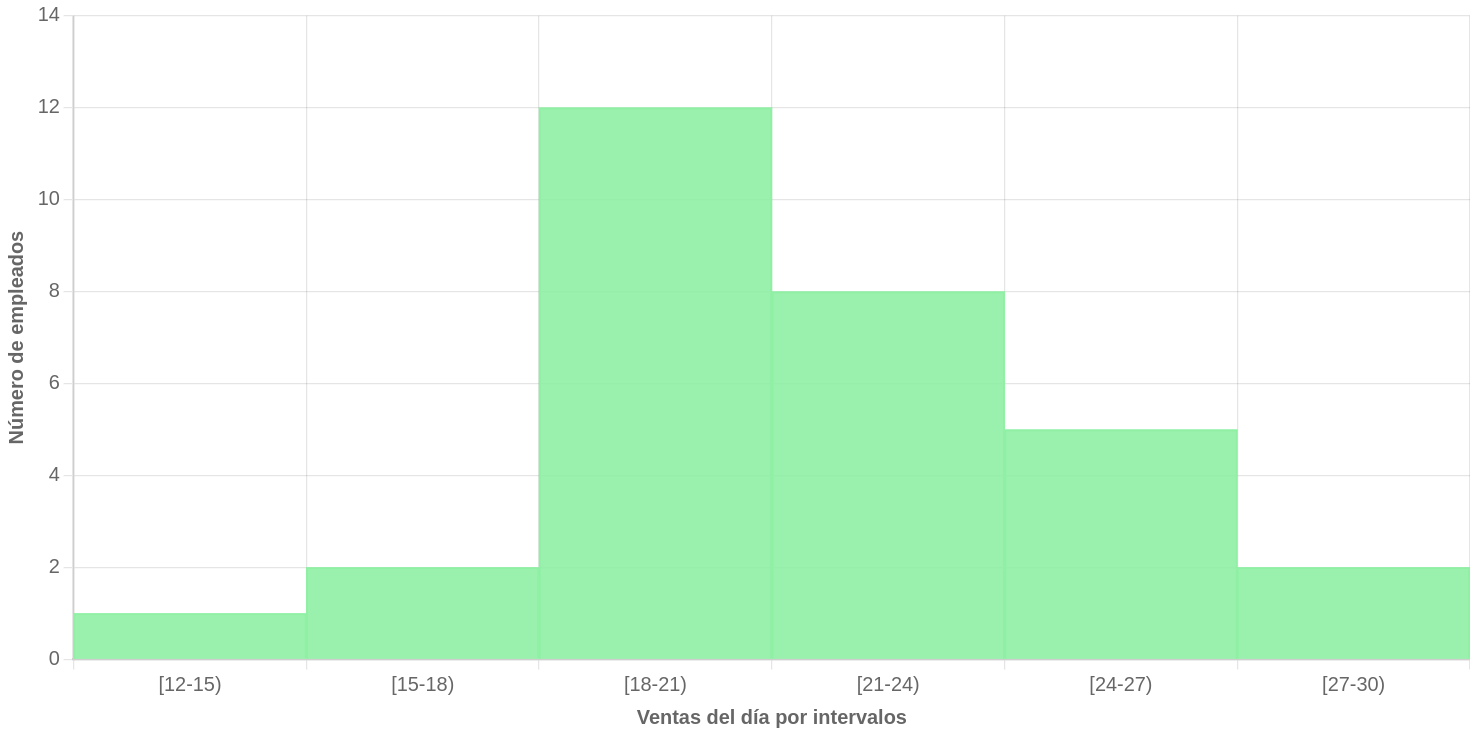 14
12
10
8
6
4
2
0
Número de empleados
[12-15) [15-18) [18-21) [21-24) [24-27) [27-30)
Ventas del día por intervalos